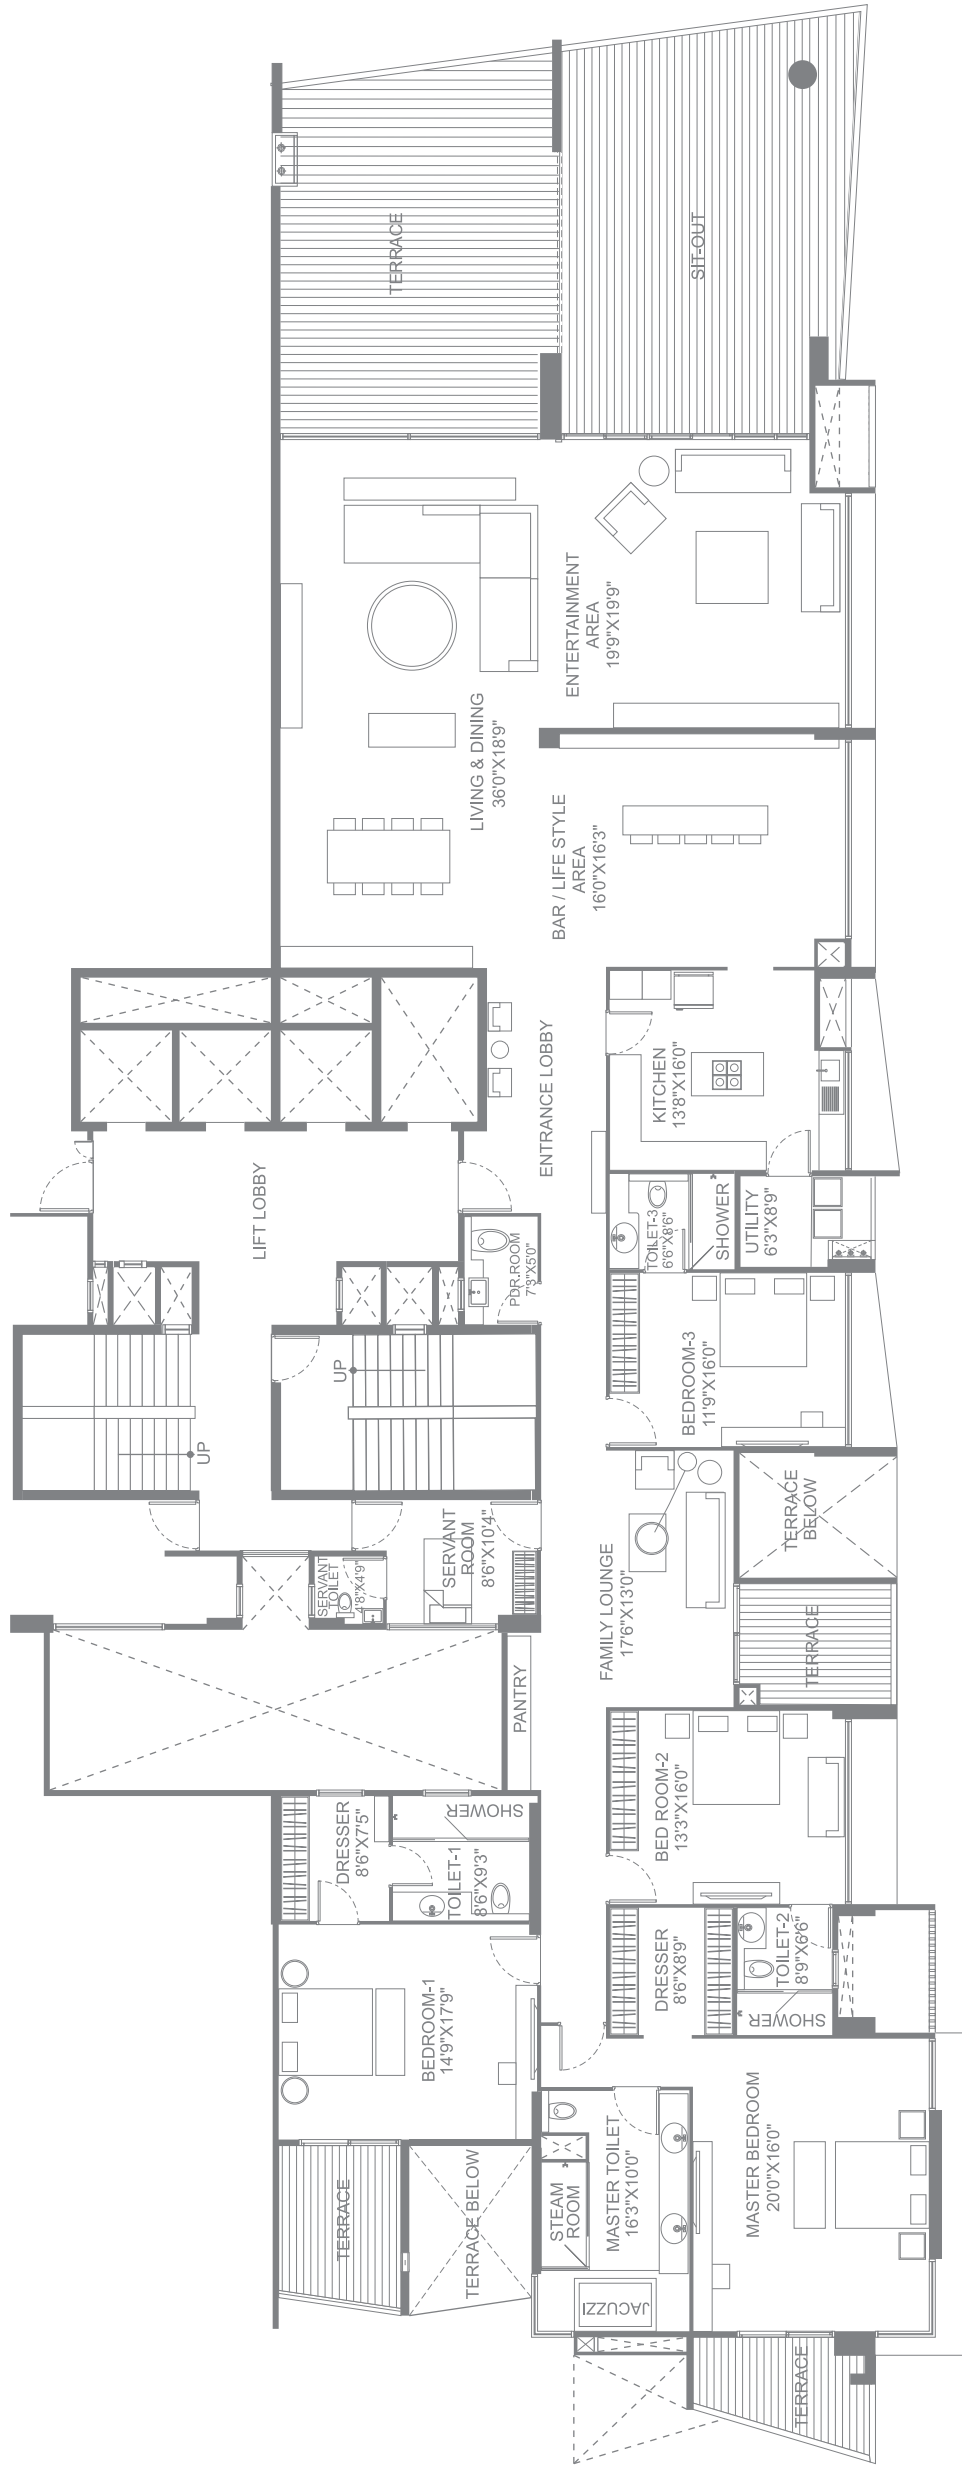 TERRACE
SIT-OUT
ENTERTAINMENT
AREA
19'9"X19'9"
LIVING & DINING
36'0"X18'9"
BAR / LIFE STYLE
AREA
16'0"X16'3"
ENTRANCE LOBBY
KITCHEN
13'8"X16'0"
LIFT LOBBY
PDR.ROOM
7'3"X5'0"
TOILET-3
6'6"X8'6"
SHOWER
UTILITY
6'3"X8'9"
UP
UP
BEDROOM-3
11'9"X16'0"
SERVANT
ROOM
8'6"X10'4"
SERVANT
TOILET
4'8"X4'9"
TERRACE
BELOW
FAMILY LOUNGE
17'6"X13'0"
TERRACE
PANTRY
BED ROOM-2
13'3"X16'0"
DRESSER
8'6"X7'5"
SHOWER
TOILET-1
8'6"X9'3"
DRESSER
8'6"X8'9"
TOILET-2
8'9"X6'6"
SHOWER
BEDROOM-1
14'9"X17'9"
TERRACE
TERRACE BELOW
STEAM
ROOM
MASTER TOILET
16'3"X10'0"
JACUZZI
MASTER BEDROOM
20'0"X16'0"
TERRACE